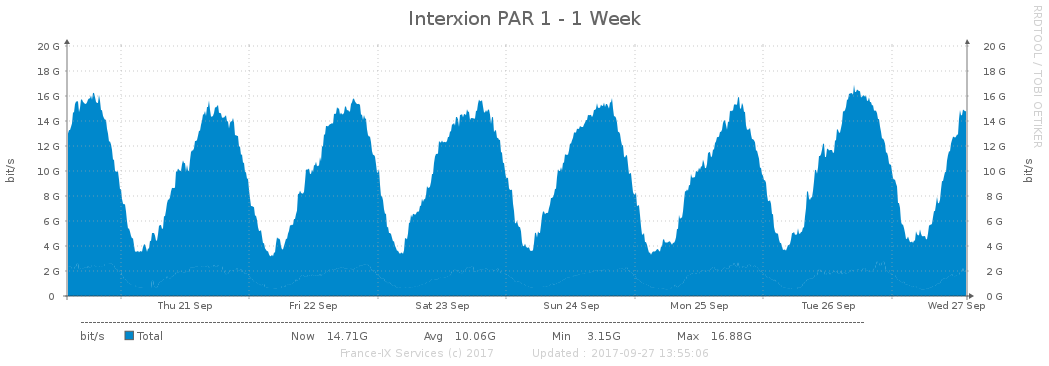 Interxion PAR 1 - 1 Week
RRDTOOL / TOBI OETIKER
bit/s
20 G
18 G
16 G
14 G
12 G
10 G
8 G
6 G
4 G
2 G
0
20 G
18 G
16 G
14 G
12 G
10 G
8 G
6 G
4 G
2 G
0 G
bit/s
Thu 21 Sep Fri 22 Sep Sat 23 Sep Sun 24 Sep Mon 25 Sep Tue 26 Sep Wed 27 Sep
bit/s Total Now 14.71G Avg 10.06G Min 3.15G Max 16.88G
France-IX Services (c) 2017 Updated : 2017-09-27 13:55:06